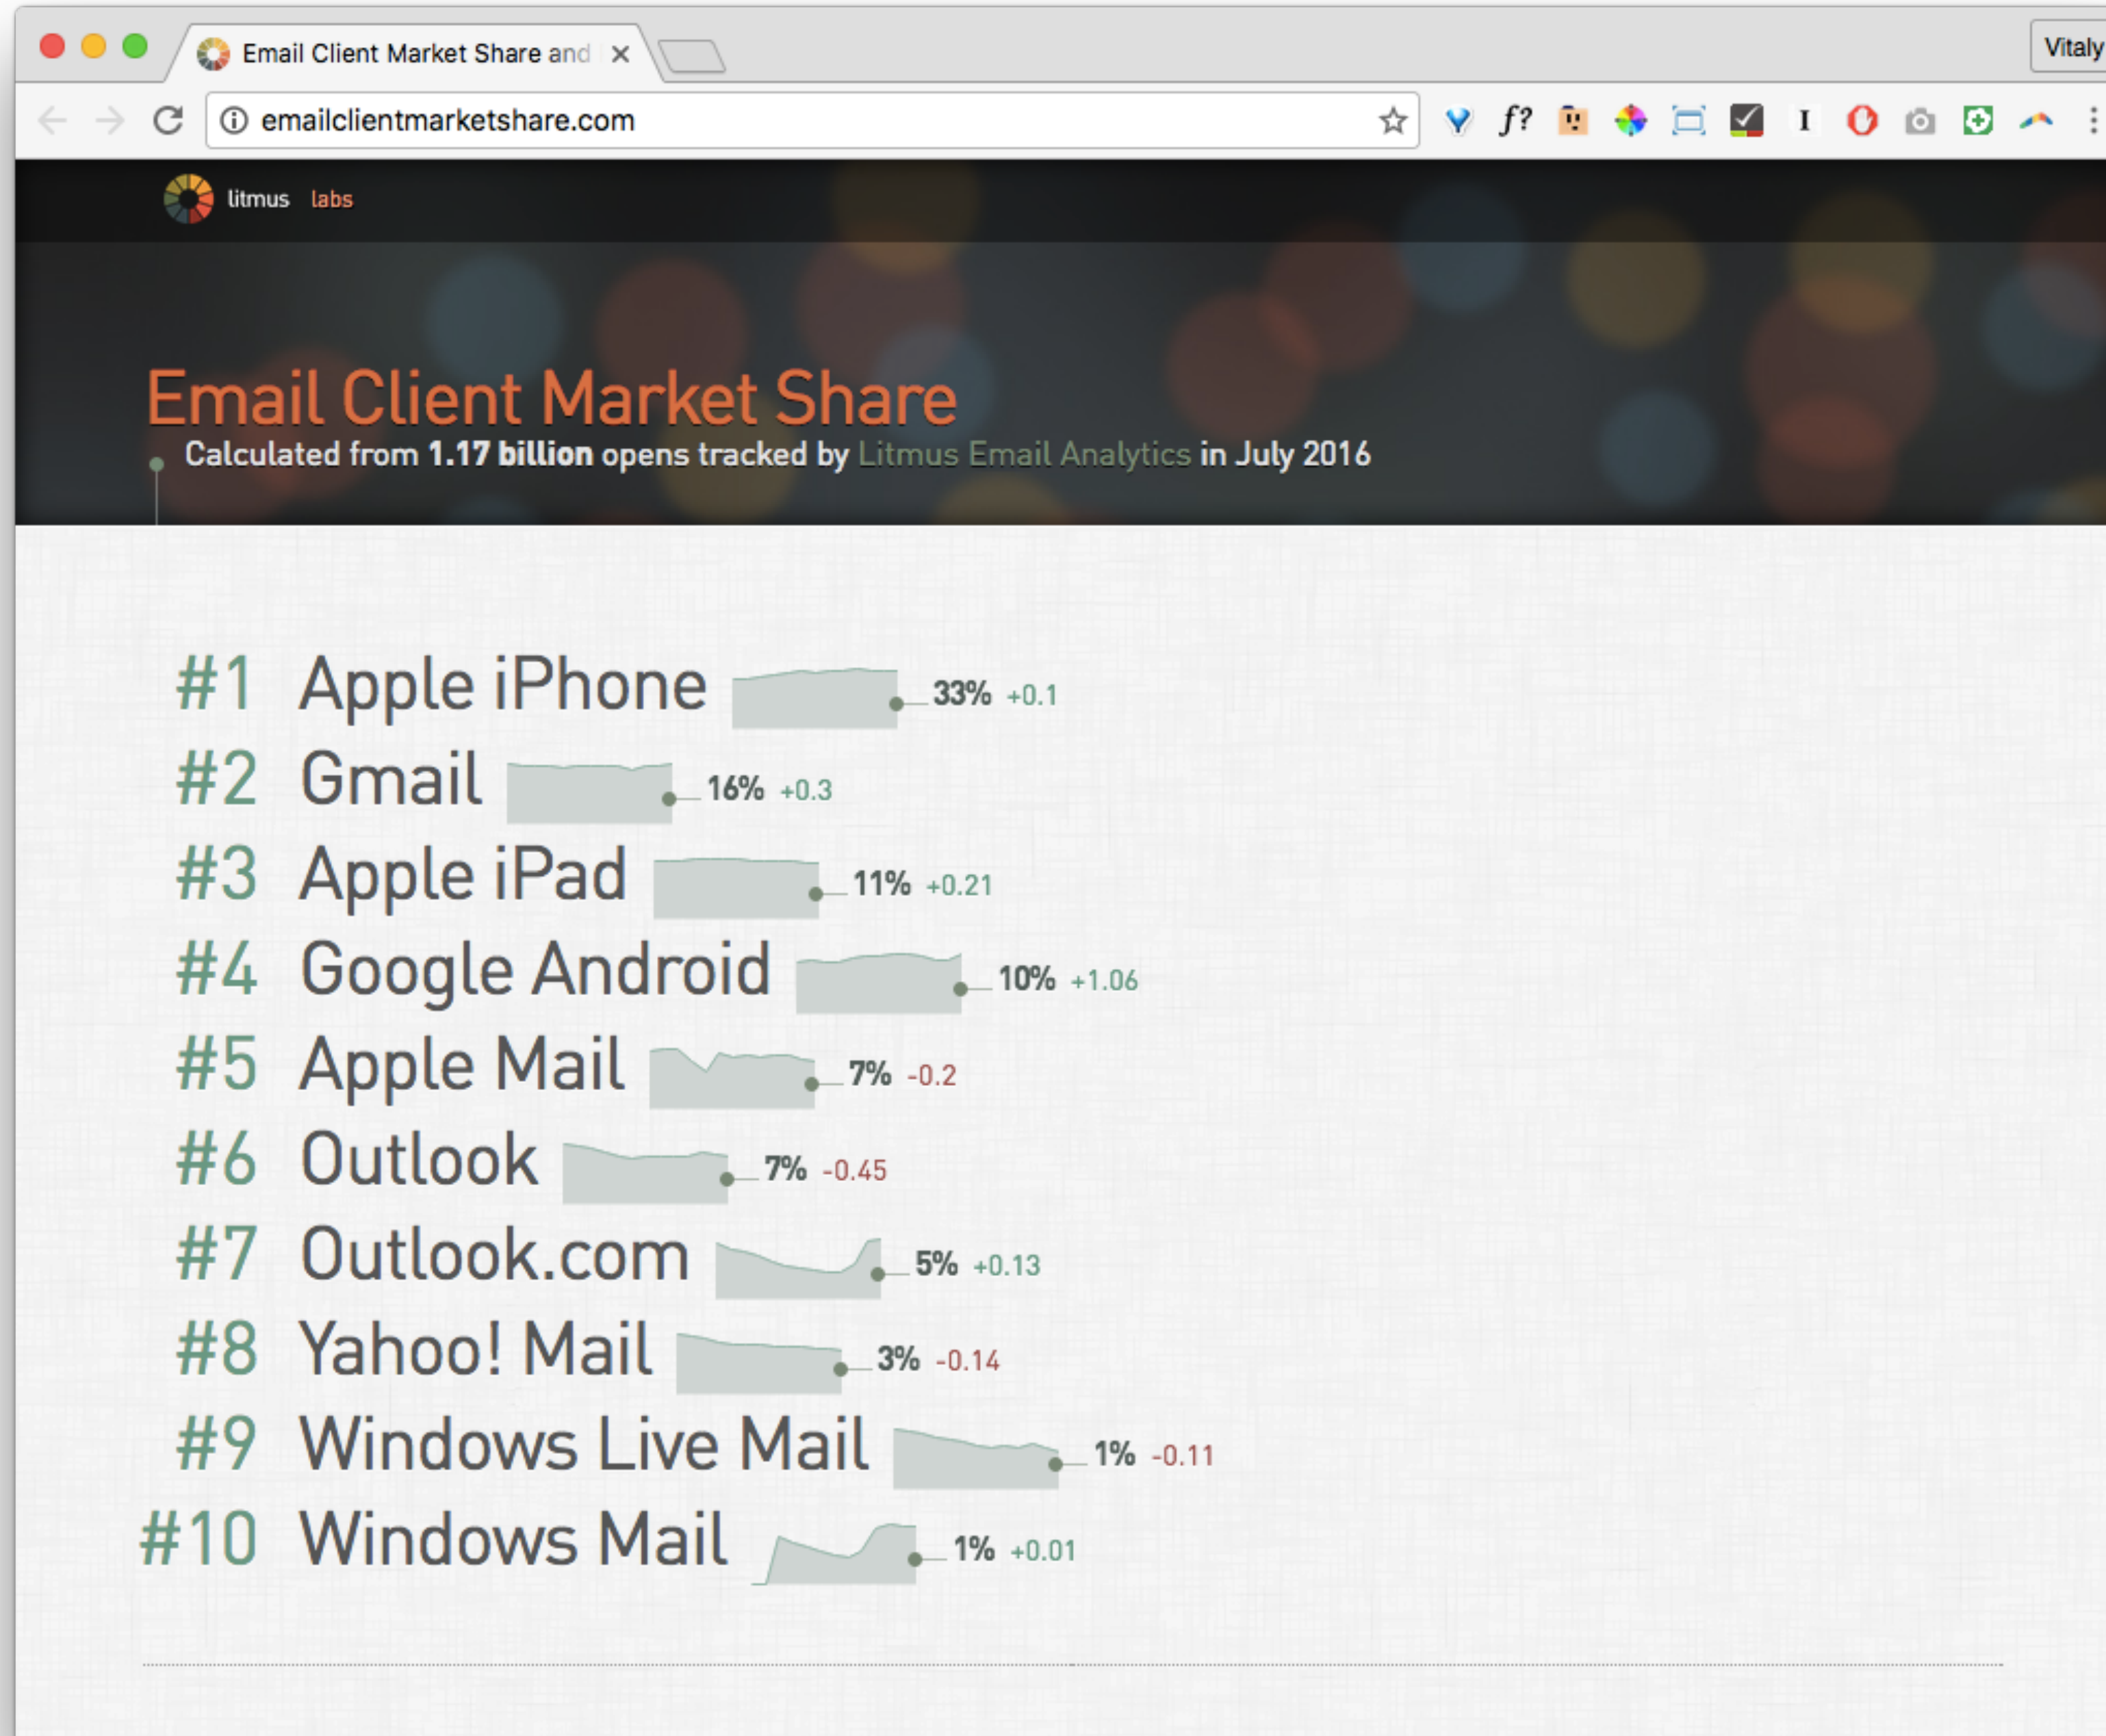 Email Client Market Share and
Vitaly
emailclientmarketshare.com
f?
I
litmus labs
Email Client Market Share
Calculated from 1.17 billion opens tracked by Litmus Email Analytics in July 2016
#1 Apple iPhone 33% +0.1
#2 Gmail 16% +0.3
#3 Apple iPad 11% +0.21
#4 Google Android 10% +1.06
#5 Apple Mail 7% -0.2
#6 Outlook 7% -0.45
#7 Outlook.com 5% +0.13
#8 Yahoo! Mail 3% -0.14
#9 Windows Live Mail 1% -0.11
#10 Windows Mail 1% +0.01